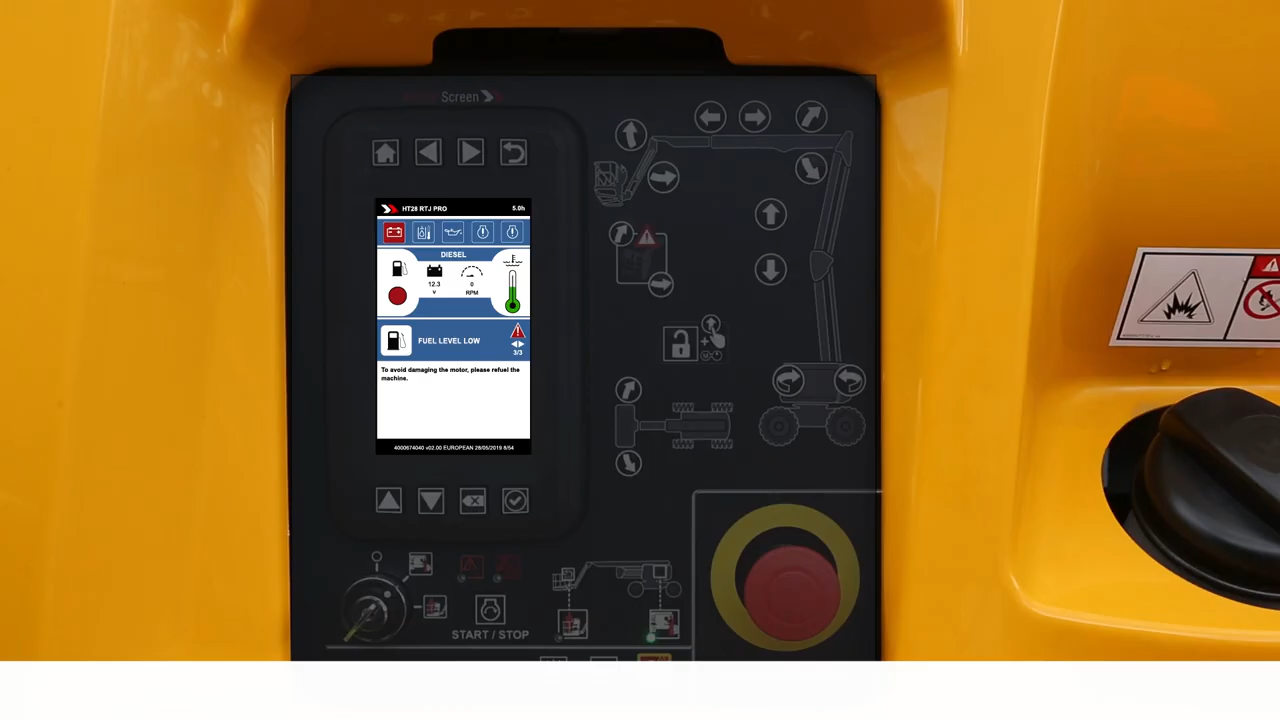 Screen
HT28 RTJ PRO 5.0h
DIESEL
12.3
V
0
RPM
FUEL LEVEL LOW
3/3
To avoid damaging the motor, please refuel the
machine.
4000674040 v02.00 EUROPEAN 28/05/2019 8/54
START / STOP